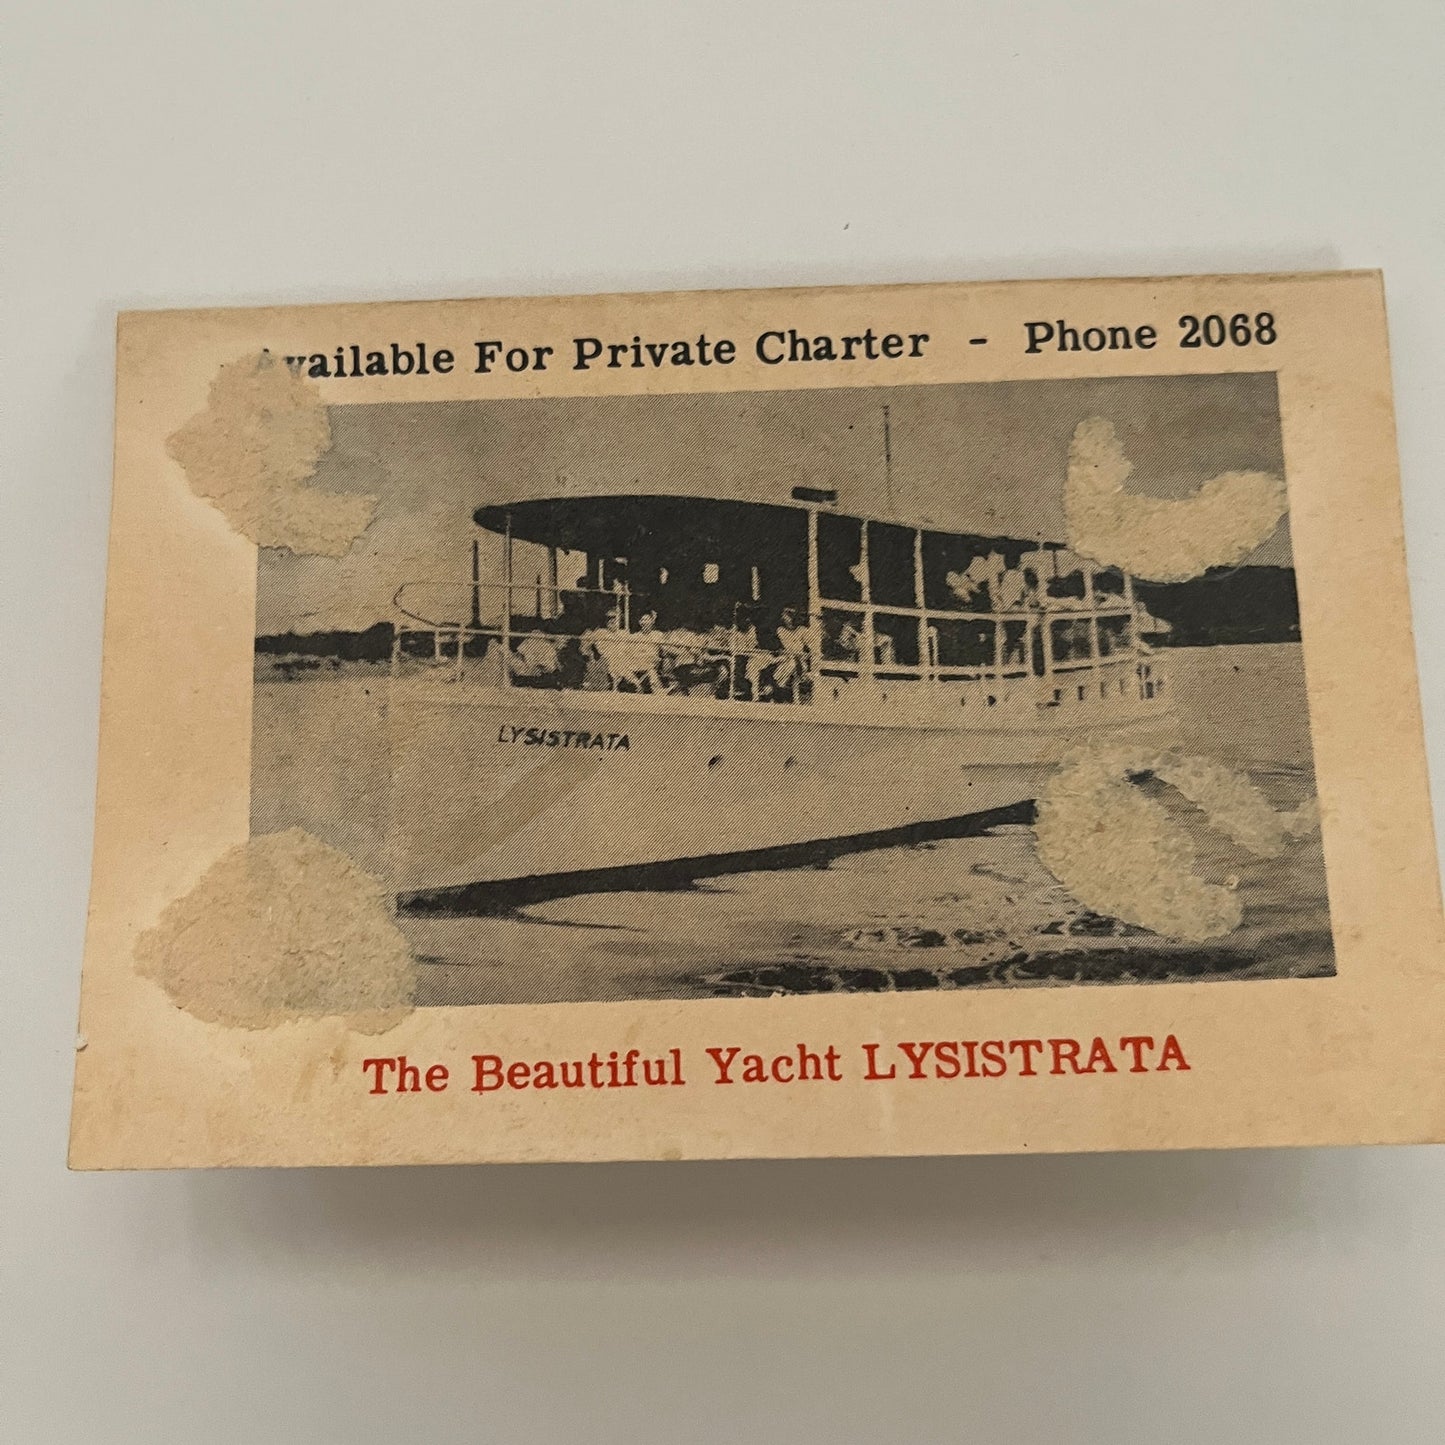 Available For Private Charter - Phone 2068
LYSISTRATA
The Beautiful Yacht LYSISTRATA